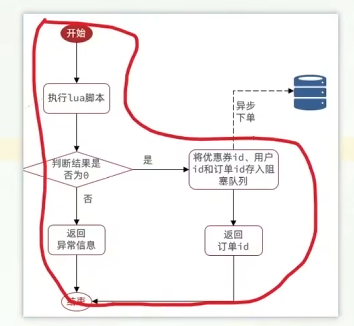 开始
执行lua脚本
判断结果是
否为0
是
否
将优惠券id、用户
id和订单id存入阻
塞队列
异步
下单
返回
异常信息
返回
订单id
结束